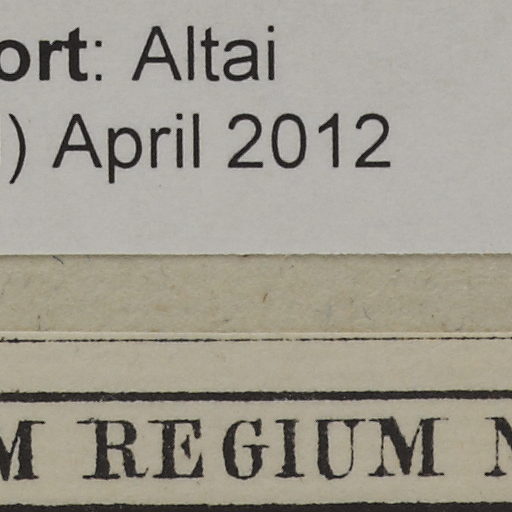 ort: Altai
) April 2012
M REGIUM N